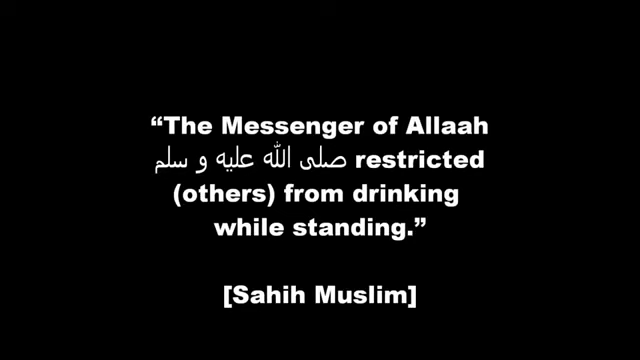 “The Messenger of Allaah
صلى الله عليه و سلم restricted
(others) from drinking
while standing.”
[Sahih Muslim]